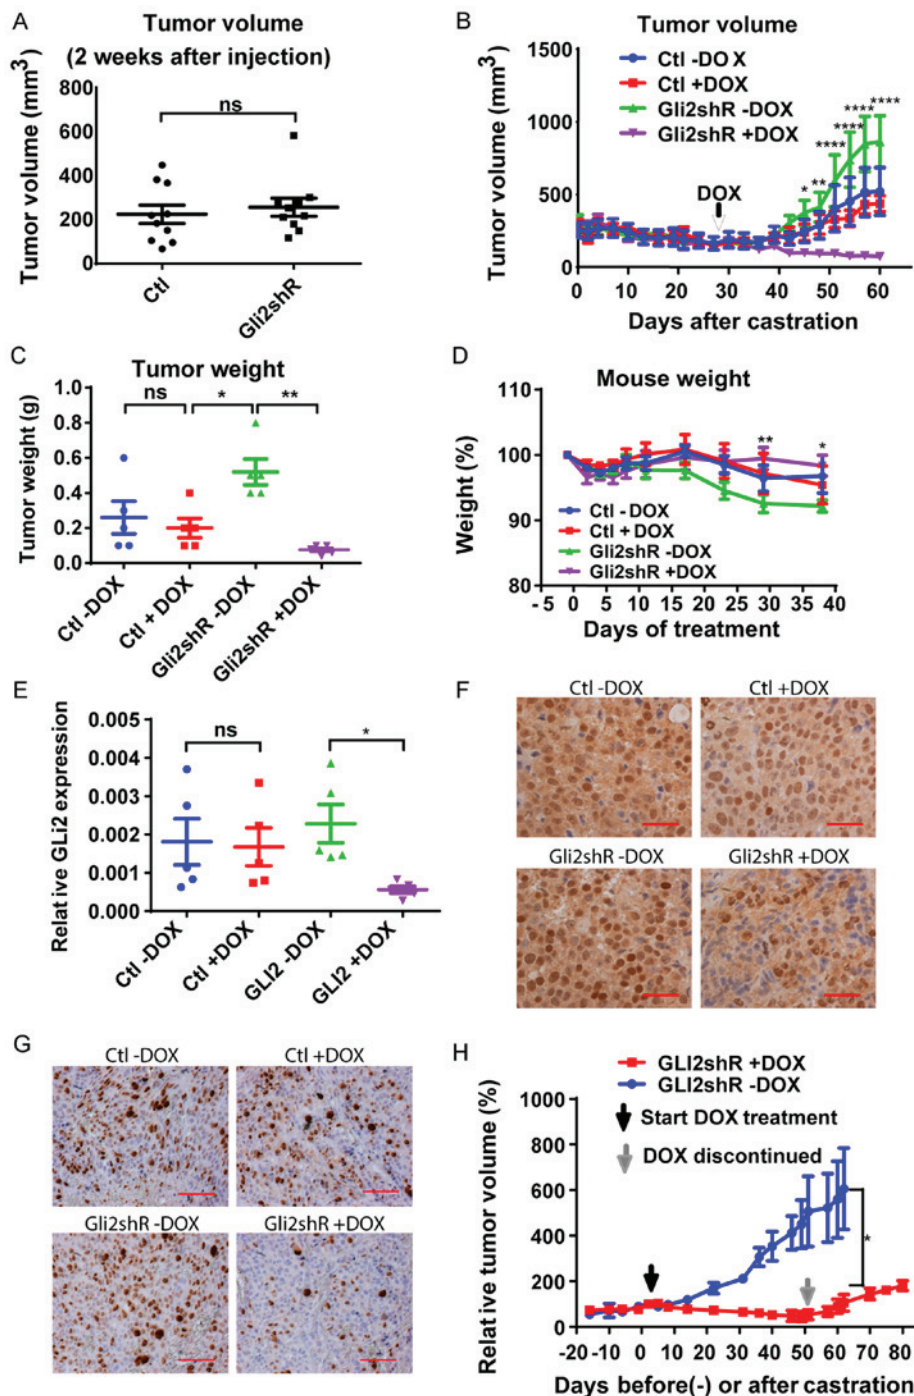 A
Tumor volume
(2 weeks after injection)
Tumor volume (mm³)
800
600
400
200
0
ns
Ctl
Gli2shR
B
Tumor volume
Tumor volume (mm³)
1500
1000
500
0
Ctl -DO X
Ctl +DOX
Gli2shR -DOX
Gli2shR +DOX
DOX
* ** **** **** **** ****
0 10 20 30 40 50 60
Days after castration
C
Tumor weight
Tumor weight (g)
1.0
0.8
0.6
0.4
0.2
0.0
ns * **
Ctl -DOX
Ctl + DOX
Gli2shR -DOX
Gli2shR +DOX
D
Mouse weight
Weight (%)
110
100
90
80
** *
Ctl - DOX
Ctl + DOX
Gli2shR -DOX
Gli2shR +DOX
- 5 0 5 10 15 20 25 30 35 40
Days of treatment
E
Relative GLi2 expression
0.005
0.004
0.003
0.002
0.001
0.000
ns *
Ctl -DOX
Ctl +DOX
GLI2 -DOX
GLI2 +DOX
F
Ctl -DOX Ctl +DOX
Gli2shR -DOX Gli2shR +DOX
G
Ctl -DOX Ctl +DOX
Gli2shR -DOX Gli2shR +DOX
H
GLI2shR +DOX
GLI2shR -DOX
Start DOX treatment
DOX discontinued
Relative tumor volume (%)
1000
800
600
400
200
0
*
-20 -10 0 10 20 30 40 50 60 70 80
Days before(-) or after castration